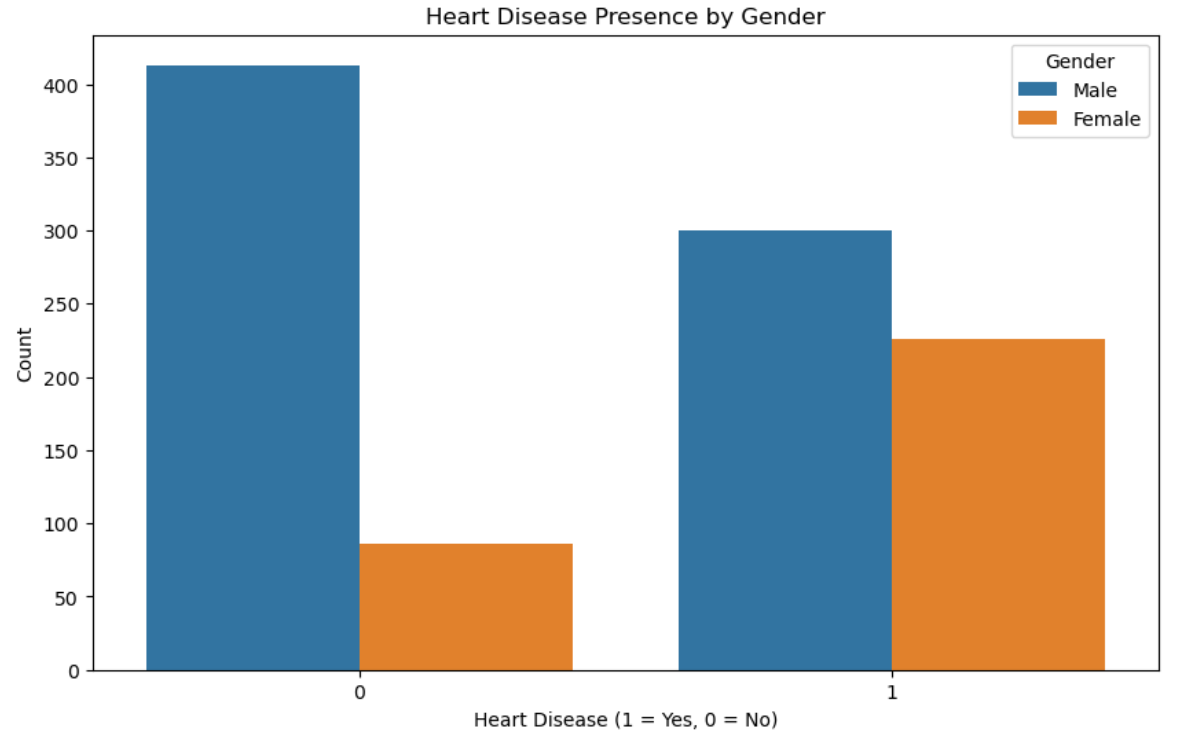 Heart Disease Presence by Gender
Gender
Male
Female
400
350
300
250
200
150
100
50
0
Count
0
1
Heart Disease (1 = Yes, 0 = No)